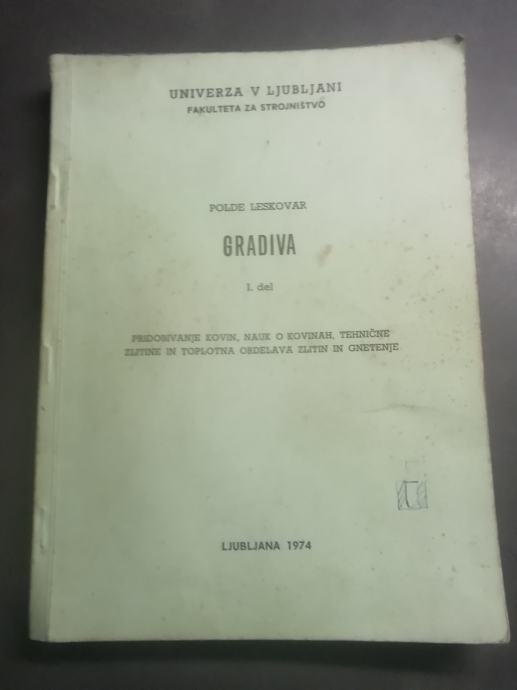 UNIVERZA V LJUBLJANI
FAKULTETA ZA STROJNIŠTVO
POLDE LESKOVAR
GRADIVA
I. del
PRIDOBIVANJE KOVIN, NAUK O KOVINAH, TEHNIČNE
ZLITINE IN TOPLOTNA OBDELAVA ZLITIN IN GNETENJE
LJUBLJANA 1974